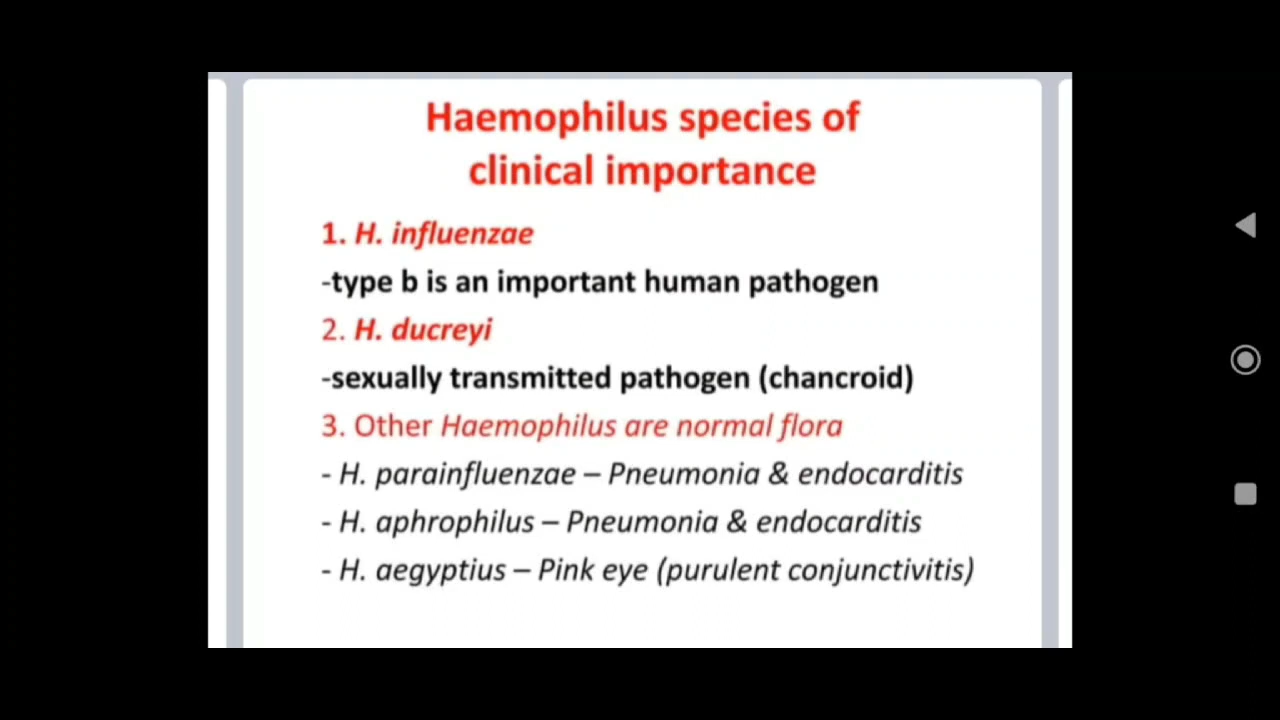 Haemophilus species of
clinical importance
1. H. influenzae
-type b is an important human pathogen
2. H. ducreyi
-sexually transmitted pathogen (chancroid)
3. Other Haemophilus are normal flora
- H. parainfluenzae – Pneumonia & endocarditis
- H. aphrophilus – Pneumonia & endocarditis
- H. aegyptius – Pink eye (purulent conjunctivitis)